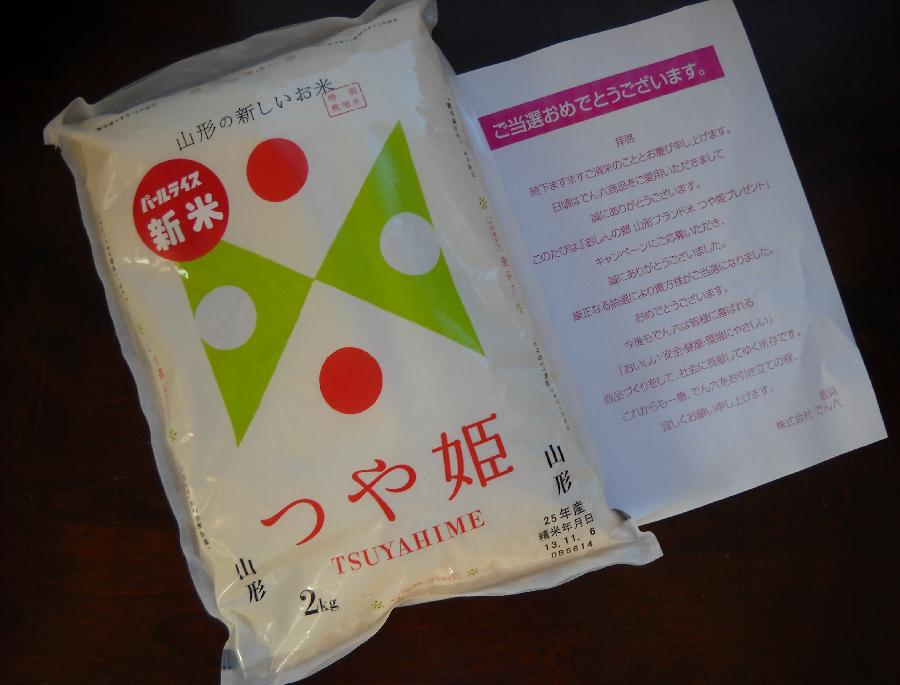 山形の新しいお米
特別
栽培米
パールライス
新米
つや姫
TSUYAHIME
山形
山形
2kg
25年産
精米年月日
13.11. 6
DB5614
ご当選おめでとうございます。
拝啓
時下ますますご清栄のこととお慶び申し上げます。
日頃はでん六商品をご愛用いただきまして
誠にありがとうございます。
このたびは、「おしんの郷 山形ブランド米 つや姫プレゼント」
キャンペーンにご応募いただき、
誠にありがとうございました。
厳正なる抽選により貴方様がご当選になりました。
おめでとうございます。
今後もでん六は皆様に喜ばれる
「おいしい・安全・健康・環境にやさしい」
商品づくりをして、社会に貢献してゆく所存です。
これからも一層、でん六をお引き立ての程、
宜しくお願い申し上げます。
敬具
株式会社 でん六